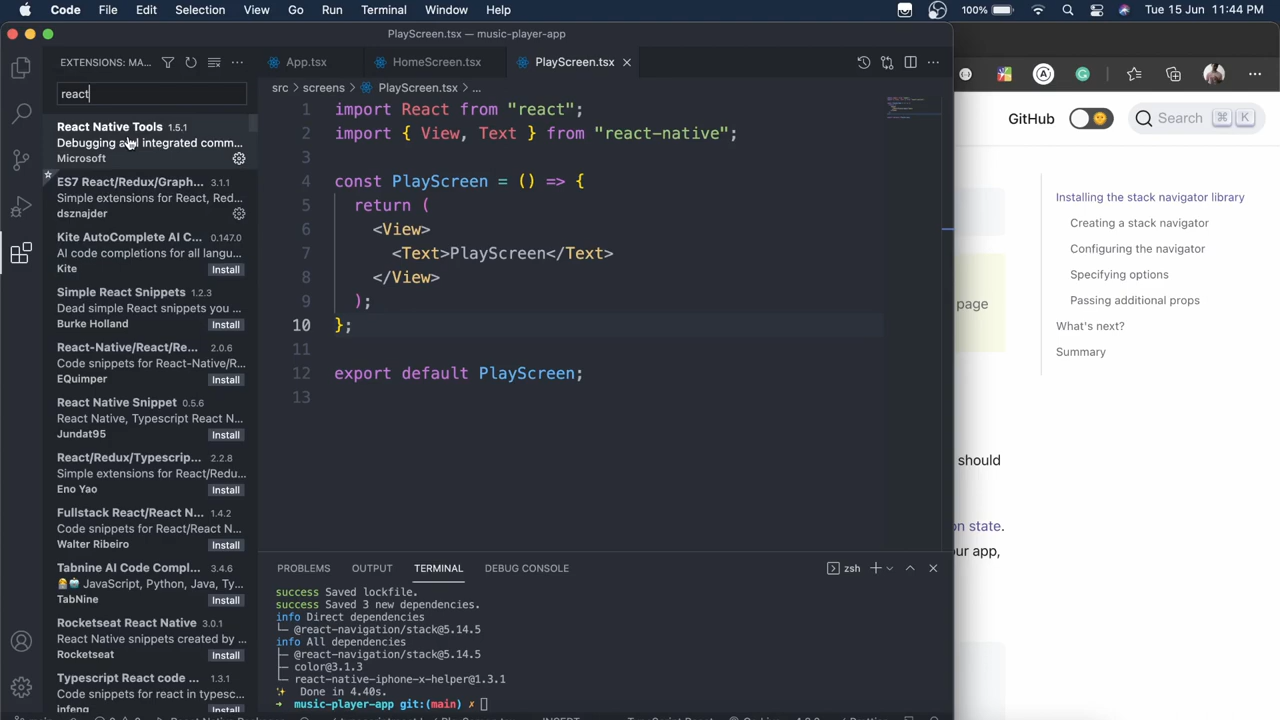 Code File Edit Selection View Go Run Terminal Window Help 100% Tue 15 Jun 11:44 PM
PlayScreen.tsx — music-player-app
EXTENSIONS: MA...
App.tsx HomeScreen.tsx PlayScreen.tsx
src > screens > PlayScreen.tsx > ...
react
React Native Tools 1.5.1
Debugging and integrated comm...
Microsoft
ES7 React/Redux/Graph... 3.1.1
Simple extensions for React, Red...
dsznajder
Kite AutoComplete AI C... 0.147.0
AI code completions for all langu...
Kite Install
Simple React Snippets 1.2.3
Dead simple React snippets you ...
Burke Holland Install
React-Native/React/Re... 2.0.6
Code snippets for React-Native/R...
EQuimper Install
React Native Snippet 0.5.6
React Native, Typescript React N...
Jundat95 Install
React/Redux/Typescrip... 2.2.8
Simple extensions for React/Redu...
Eno Yao Install
Fullstack React/React N... 1.4.2
Code snippets for React/React N...
Walter Ribeiro Install
Tabnine AI Code Compl... 3.4.6
JavaScript, Python, Java, Ty...
TabNine Install
Rocketseat React Native 3.0.1
React Native snippets created by ...
Rocketseat Install
Typescript React code ... 1.3.1
Code snippets for react in typesc...
infeng Install
1 import React from "react";
2 import { View, Text } from "react-native";
3
4 const PlayScreen = () => {
5 return (
6 <View>
7 <Text>PlayScreen</Text>
8 </View>
9 );
10 };
11
12 export default PlayScreen;
13
PROBLEMS OUTPUT TERMINAL DEBUG CONSOLE zsh
success Saved lockfile.
success Saved 3 new dependencies.
info Direct dependencies
└─ @react-navigation/stack@5.14.5
info All dependencies
├─ @react-navigation/stack@5.14.5
├─ color@3.1.3
└─ react-native-iphone-x-helper@1.3.1
✨ Done in 4.40s.
➜ music-player-app git:(main) ✗
GitHub Search ⌘ K
Installing the stack navigator library
Creating a stack navigator
Configuring the navigator
Specifying options
Passing additional props
What's next?
Summary
page
should
on state.
our app,